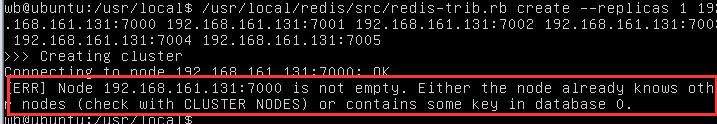 wb@ubuntu:/usr/local$ /usr/local/redis/src/redis-trib.rb create --replicas 1 19
.168.161.131:7000 192.168.161.131:7001 192.168.161.131:7002 192.168.161.131:700
 192.168.161.131:7004 192.168.161.131:7005
>>> Creating cluster
Connecting to node 192.168.161.131:7000: OK
[ERR] Node 192.168.161.131:7000 is not empty. Either the node already knows oth
r nodes (check with CLUSTER NODES) or contains some key in database 0.
wb@ubuntu:/usr/local$